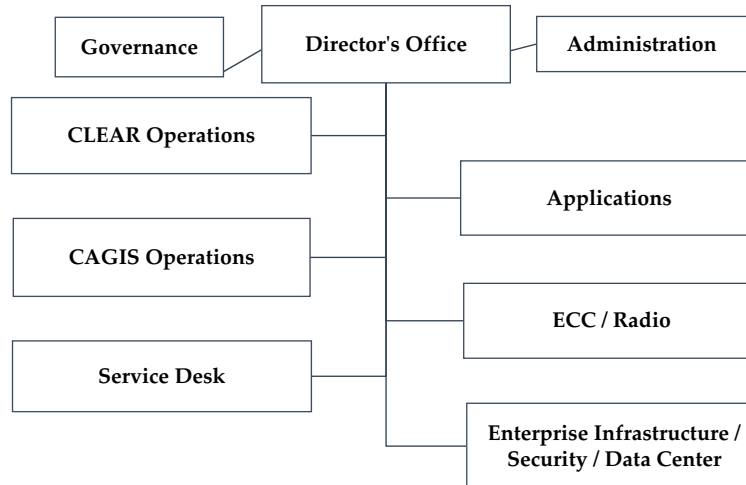 Governance
Director's Office
Administration
CLEAR Operations
Applications
CAGIS Operations
ECC / Radio
Service Desk
Enterprise Infrastructure /
Security / Data Center